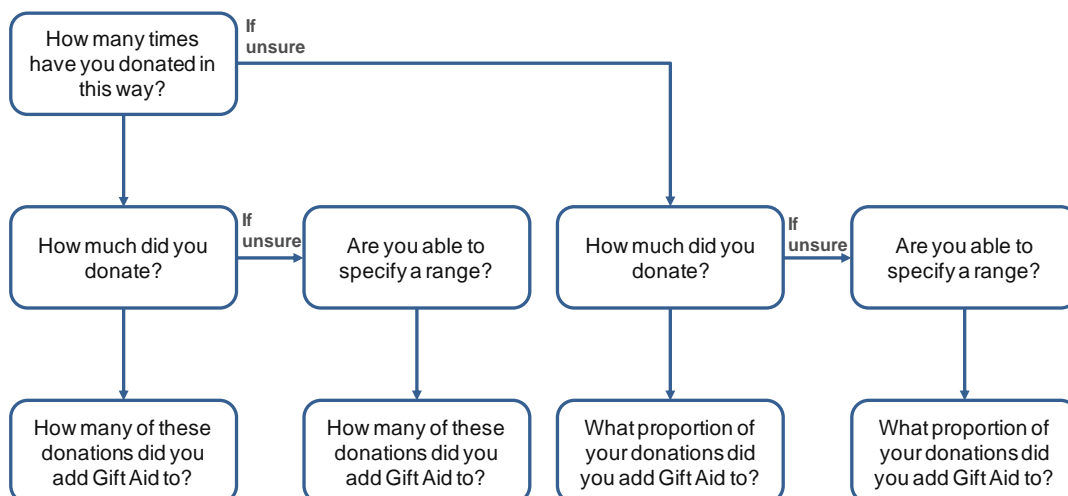 How many times
have you donated in
this way?
If
unsure
How much did you
donate?
If
unsure
Are you able to
specify a range?
How much did you
donate?
If
unsure
Are you able to
specify a range?
How many of these
donations did you
add Gift Aid to?
How many of these
donations did you
add Gift Aid to?
What proportion of
your donations did
you add Gift Aid to?
What proportion of
your donations did
you add Gift Aid to?